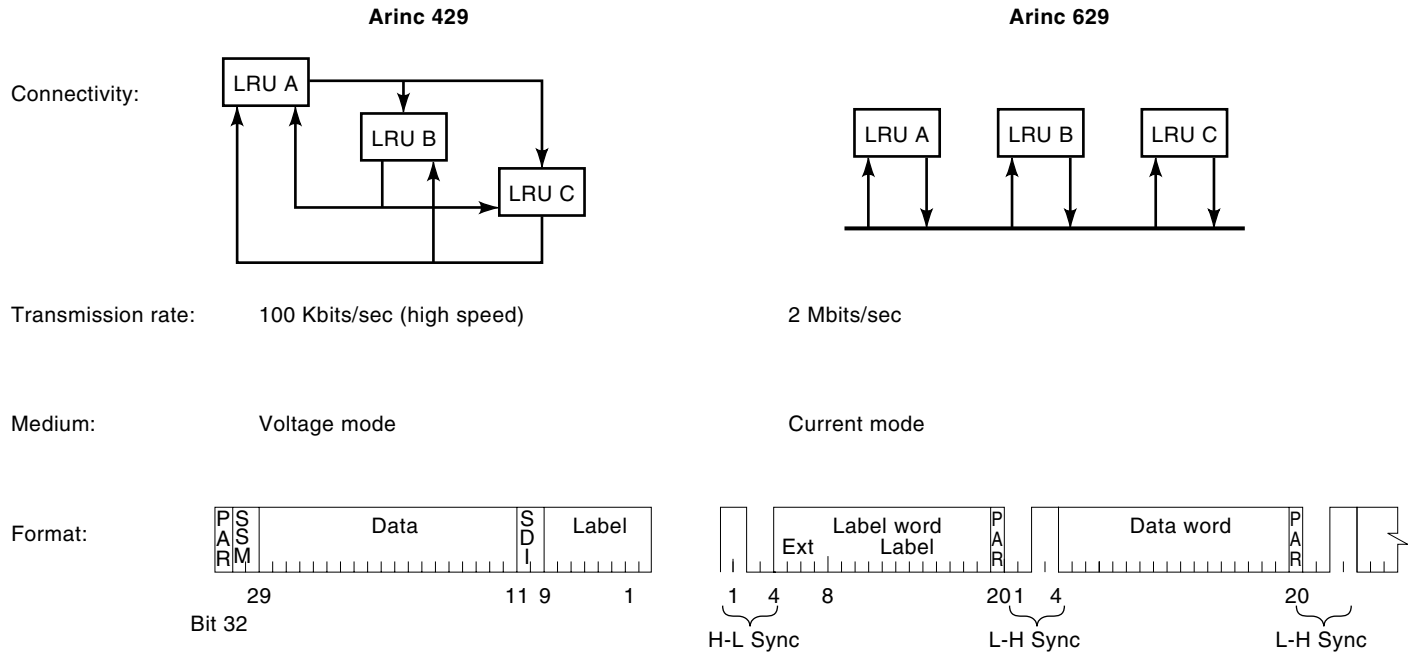 Arinc 429
Arinc 629
Connectivity:
LRU A
LRU B
LRU C
LRU A
LRU B
LRU C
Transmission rate:
100 Kbits/sec (high speed)
2 Mbits/sec
Medium:
Voltage mode
Current mode
Format:
PAR
SSM
Data
SDI
Label
29
11
9
1
Bit 32
Label word
Ext
Label
PAR
Data word
PAR
1
4
8
20
1
4
20
H-L Sync
L-H Sync
L-H Sync